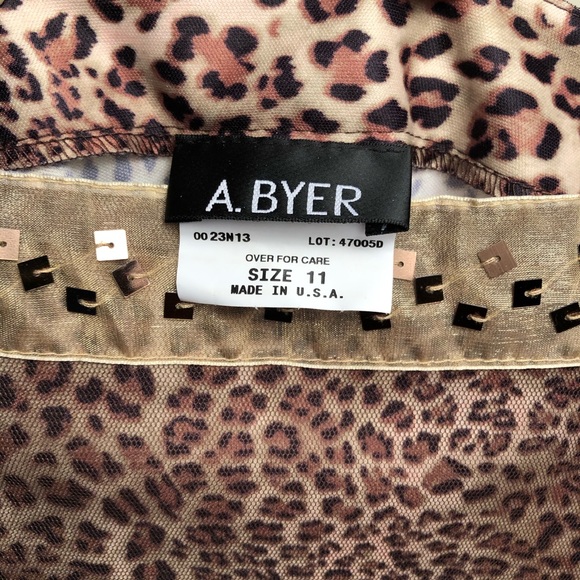 A.BYER
0023N13 LOT: 47005D
OVER FOR CARE
SIZE 11
MADE IN U.S.A.